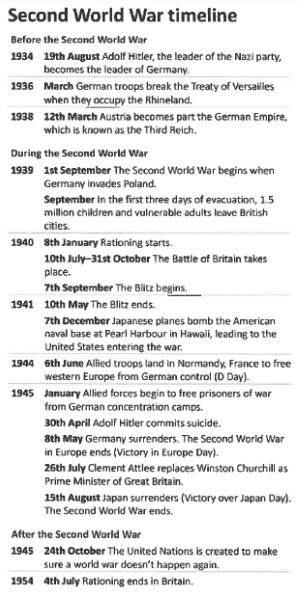 Second World War timeline
Before the Second World War
1934 19th August Adolf Hitler, the leader of the Nazi party,
becomes the leader of Germany.
1936 March German troops break the Treaty of Versailles
when they occupy the Rhineland.
1938 12th March Austria becomes part the German Empire,
which is known as the Third Reich.
During the Second World War
1939 1st September The Second World War begins when
Germany invades Poland.
September In the first three days of evacuation, 1.5
million children and vulnerable adults leave British
cities.
1940 8th January Rationing starts.
10th July–31st October The Battle of Britain takes
place.
7th September The Blitz begins.
1941 10th May The Blitz ends.
7th December Japanese planes bomb the American
naval base at Pearl Harbour in Hawaii, leading to the
United States entering the war.
1944 6th June Allied troops land in Normandy, France to free
western Europe from German control (D Day).
1945 January Allied forces begin to free prisoners of war
from German concentration camps.
30th April Adolf Hitler commits suicide.
8th May Germany surrenders. The Second World War
in Europe ends (Victory in Europe Day).
26th July Clement Attlee replaces Winston Churchill as
Prime Minister of Great Britain.
15th August Japan surrenders (Victory over Japan Day).
The Second World War ends.
After the Second World War
1945 24th October The United Nations is created to make
sure a world war doesn't happen again.
1954 4th July Rationing ends in Britain.